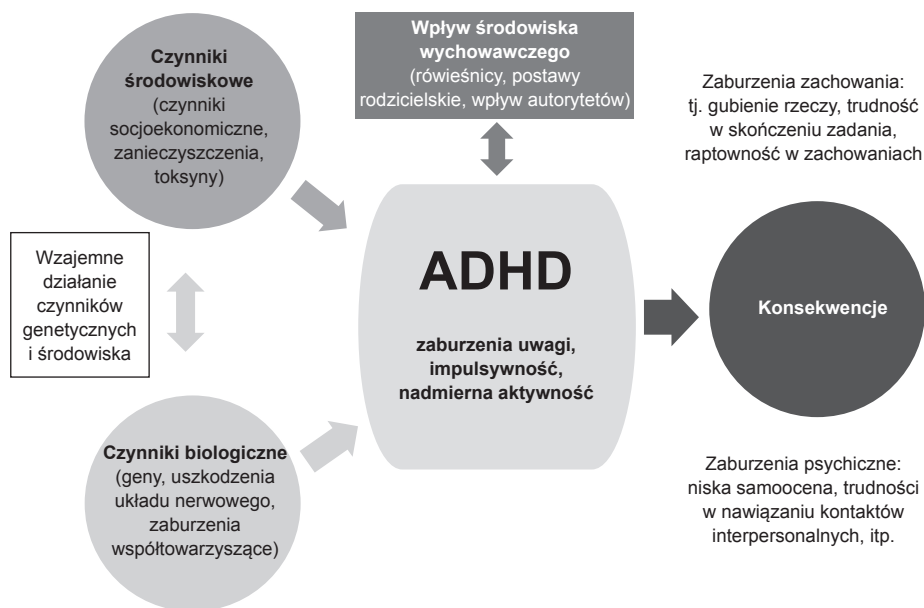 Czynniki
środowiskowe
(czynniki
socjoekonomiczne,
zanieczyszczenia,
toksyny)
Wpływ środowiska
wychowawczego
(rówieśnicy, postawy
rodzicielskie, wpływ autorytetów)
Zaburzenia zachowania:
tj. gubienie rzeczy, trudność
w skończeniu zadania,
raptowność w zachowaniach
Wzajemne
działanie
czynników
genetycznych
i środowiska
ADHD
zaburzenia uwagi,
impulsywność,
nadmierna aktywność
Konsekwencje
Czynniki biologiczne
(geny, uszkodzenia
układu nerwowego,
zaburzenia
współtowarzyszące)
Zaburzenia psychiczne:
niska samoocena, trudności
w nawiązaniu kontaktów
interpersonalnych, itp.